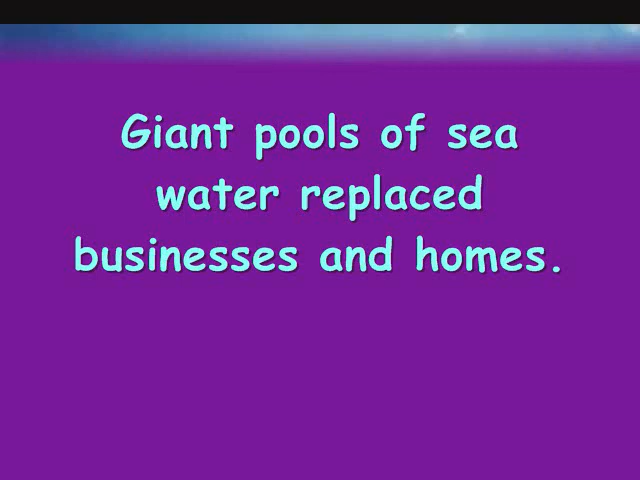 Giant pools of sea
water replaced
businesses and homes.